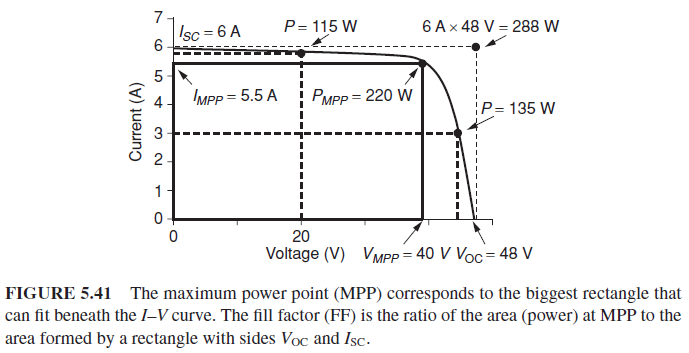 7
I_SC = 6 A
P = 115 W
6 A × 48 V = 288 W
6
5
I_MPP = 5.5 A
P_MPP = 220 W
4
P = 135 W
3
2
1
0
Current (A)
0
20
Voltage (V)
V_MPP = 40 V
V_OC = 48 V
FIGURE 5.41 The maximum power point (MPP) corresponds to the biggest rectangle that
can fit beneath the I–V curve. The fill factor (FF) is the ratio of the area (power) at MPP to the
area formed by a rectangle with sides V_OC and I_SC.